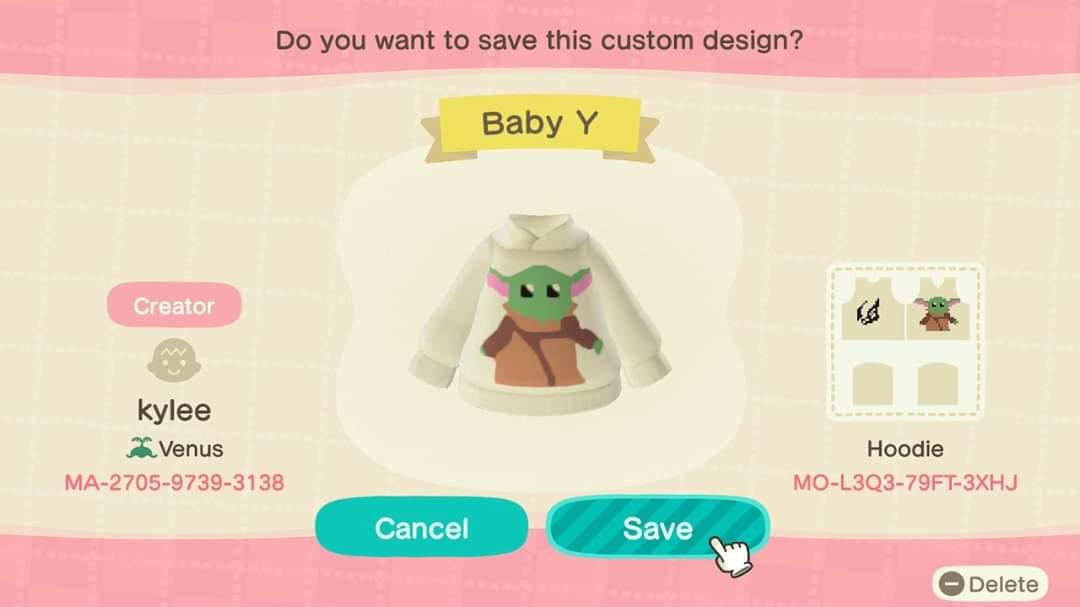 Do you want to save this custom design?
Baby Y
Creator
kylee
Venus
MA-2705-9739-3138
Hoodie
MO-L3Q3-79FT-3XHJ
Cancel
Save
Delete